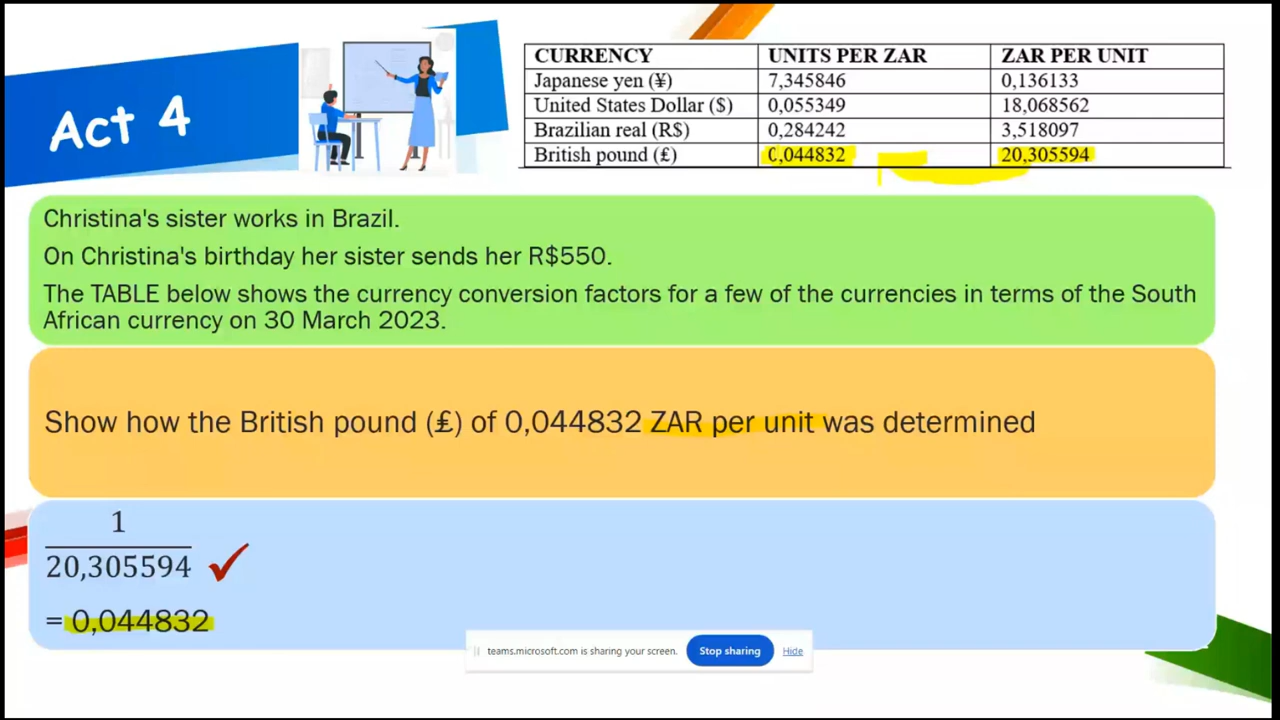 Act 4
CURRENCY UNITS PER ZAR ZAR PER UNIT
Japanese yen (¥) 7,345846 0,136133
United States Dollar ($) 0,055349 18,068562
Brazilian real (R$) 0,284242 3,518097
British pound (£) 0,044832 20,305594
Christina's sister works in Brazil.
On Christina's birthday her sister sends her R$550.
The TABLE below shows the currency conversion factors for a few of the currencies in terms of the South
African currency on 30 March 2023.
Show how the British pound (₤) of 0,044832 ZAR per unit was determined
1
20,305594
= 0,044832
teams.microsoft.com is sharing your screen. Stop sharing Hide